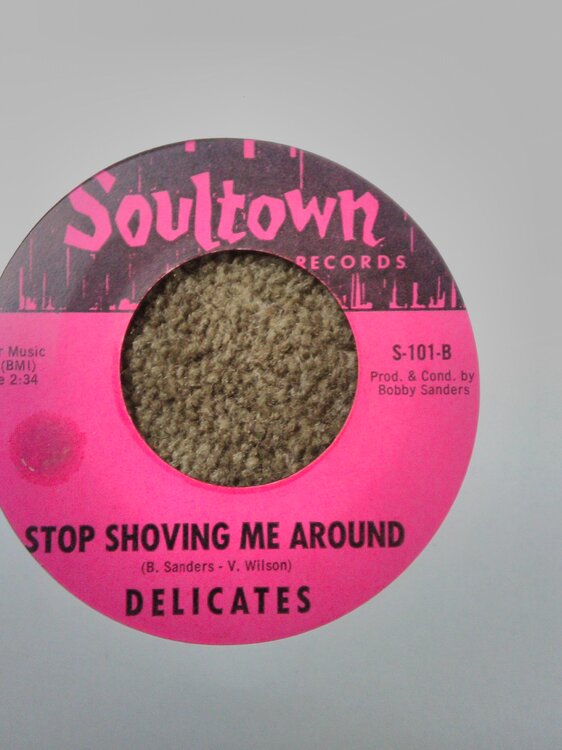 Soultown
RECORDS
Music
(BMI)
2:34
S-101-B
Prod. & Cond. by
Bobby Sanders
STOP SHOVING ME AROUND
(B. Sanders - V. Wilson)
DELICATES